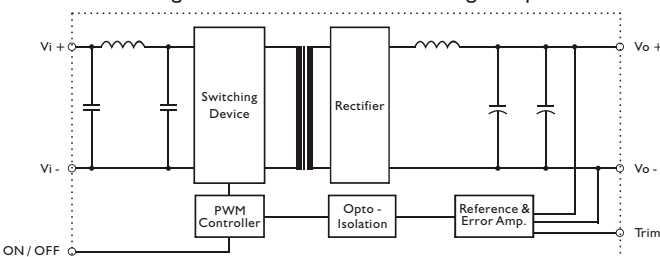 Vi +
Vo +
Switching
Device
Rectifier
Vi -
Vo -
PWM
Controller
Opto -
Isolation
Reference &
Error Amp.
Trim
ON / OFF